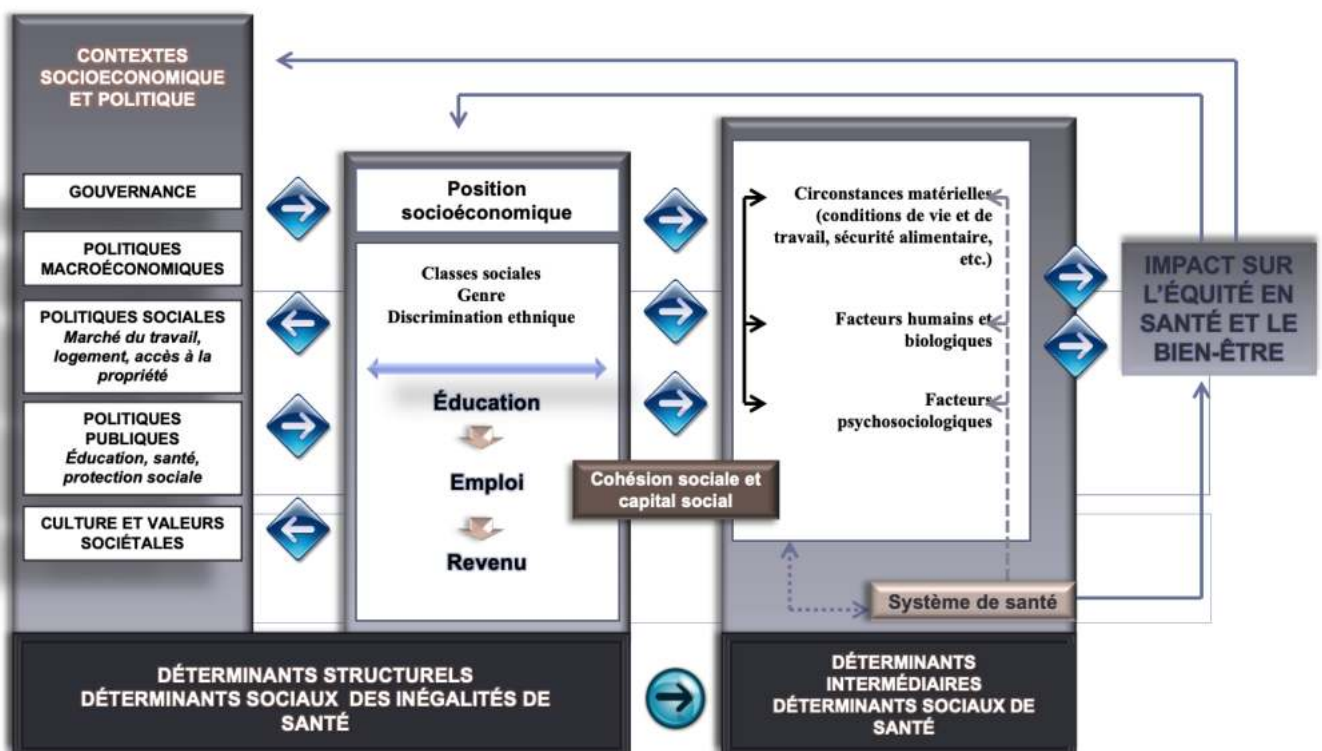 CONTEXTES
SOCIOECONOMIQUE
ET POLITIQUE
GOUVERNANCE
POLITIQUES
MACROÉCONOMIQUES
POLITIQUES SOCIALES
Marché du travail,
logement, accès à la
propriété
POLITIQUES
PUBLIQUES
Éducation, santé,
protection sociale
CULTURE ET VALEURS
SOCIÉTALES
Position
socioéconomique
Classes sociales
Genre
Discrimination ethnique
Éducation
Emploi
Revenu
Cohésion sociale et
capital social
Circonstances matérielles
(conditions de vie et de
travail, sécurité alimentaire,
etc.)
Facteurs humains et
biologiques
Facteurs
psychosociologiques
Système de santé
IMPACT SUR
L'ÉQUITÉ EN
SANTÉ ET LE
BIEN-ÊTRE
DÉTERMINANTS STRUCTURELS
DÉTERMINANTS SOCIAUX DES INÉGALITÉS DE
SANTÉ
DÉTERMINANTS
INTERMÉDIAIRES
DÉTERMINANTS SOCIAUX DE
SANTÉ